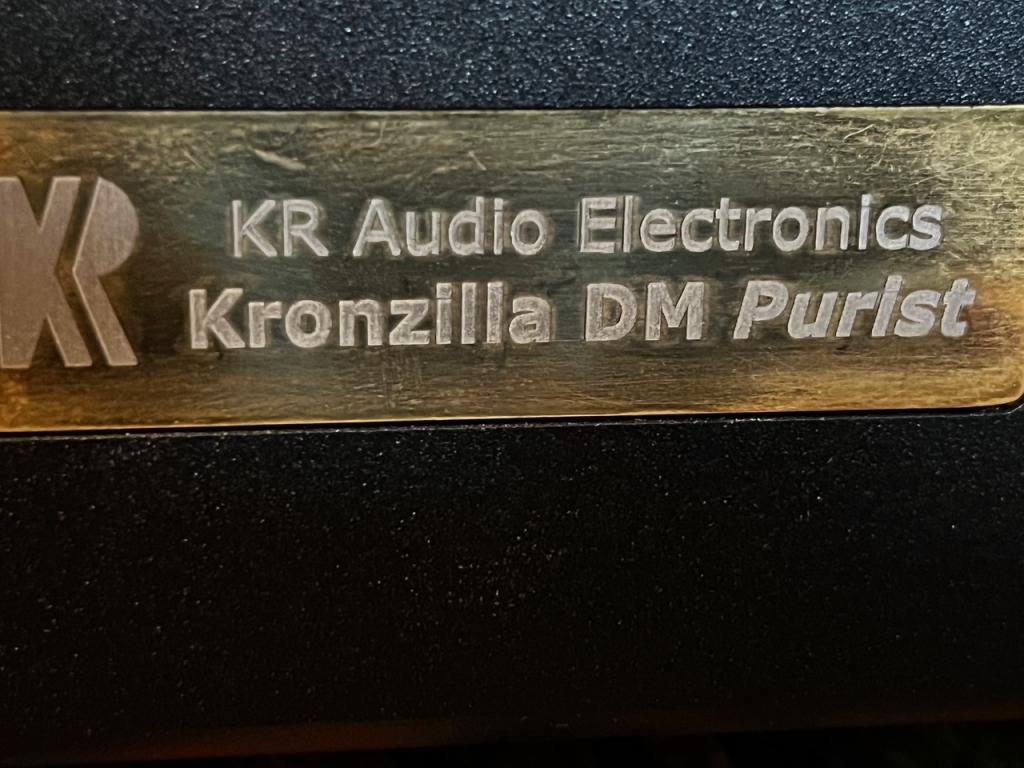 KR
KR Audio Electronics
Kronzilla DM Purist